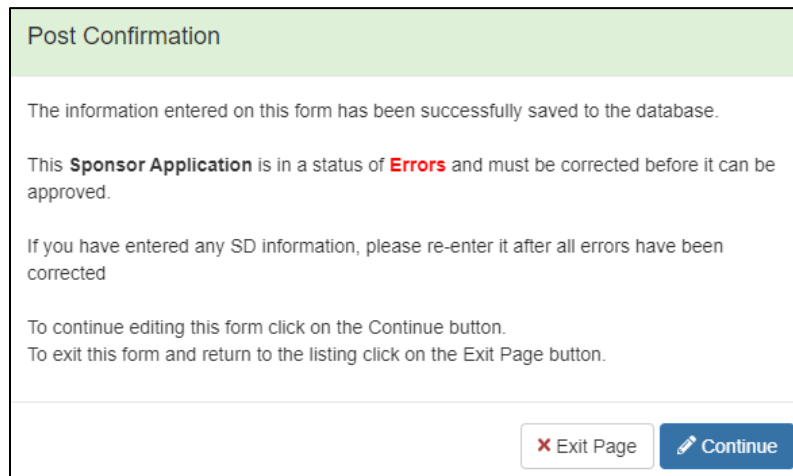 Post Confirmation
The information entered on this form has been successfully saved to the database.
This Sponsor Application is in a status of Errors and must be corrected before it can be
approved.
If you have entered any SD information, please re-enter it after all errors have been
corrected
To continue editing this form click on the Continue button.
To exit this form and return to the listing click on the Exit Page button.
Exit Page Continue